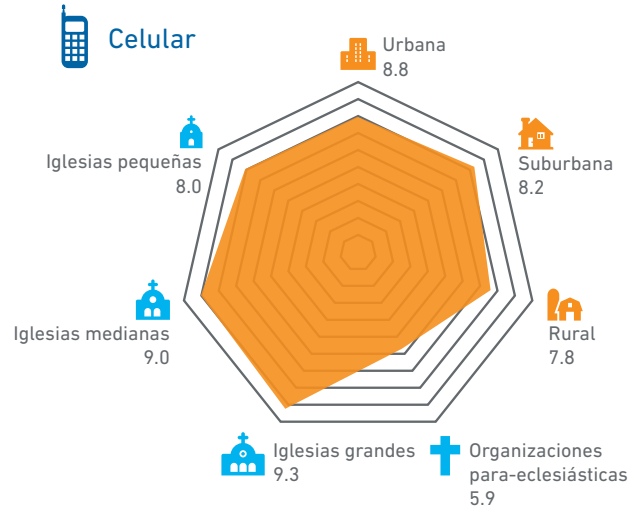 Celular
Urbana
8.8
Suburbana
8.2
Rural
7.8
Organizaciones
para-eclesiásticas
5.9
Iglesias grandes
9.3
Iglesias medianas
9.0
Iglesias pequeñas
8.0